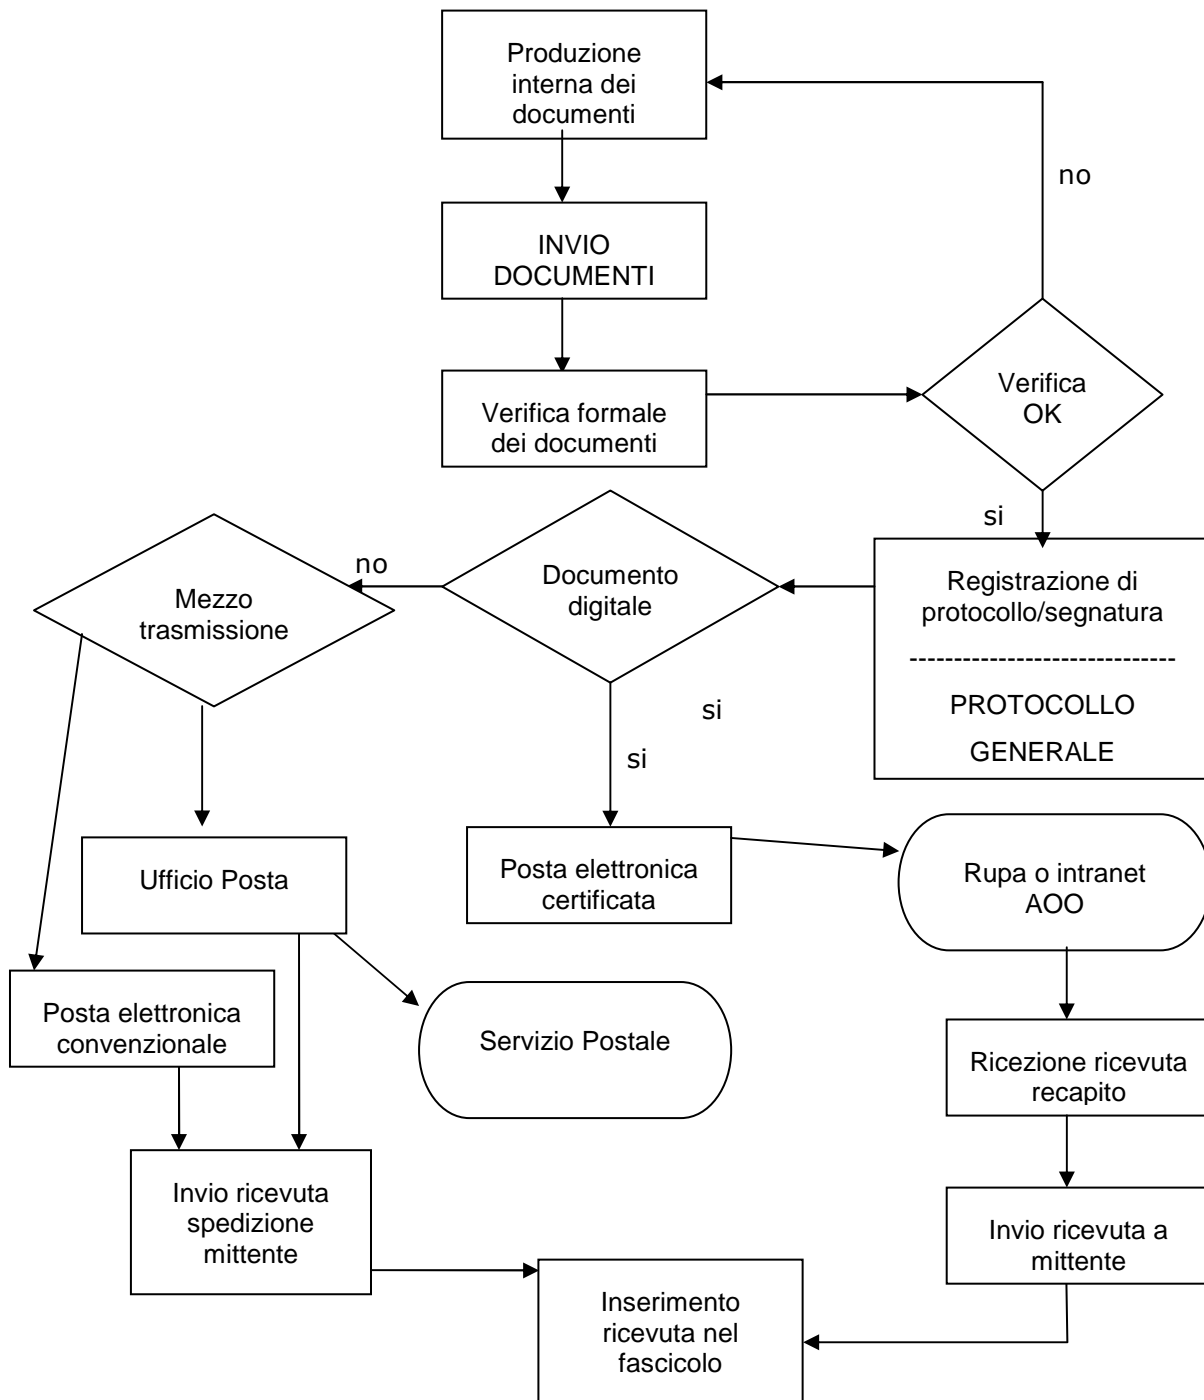 Produzione
interna dei
documenti
no
INVIO
DOCUMENTI
Verifica formale
dei documenti
Verifica
OK
si
Registrazione di
protocollo/segnatura
------------------------------
PROTOCOLLO
GENERALE
Documento
digitale
no
Mezzo
trasmissione
si
si
Ufficio Posta
Posta elettronica
certificata
Rupa o intranet
AOO
Posta elettronica
convenzionale
Servizio Postale
Ricezione ricevuta
recapito
Invio ricevuta
spedizione
mittente
Invio ricevuta a
mittente
Inserimento
ricevuta nel
fascicolo